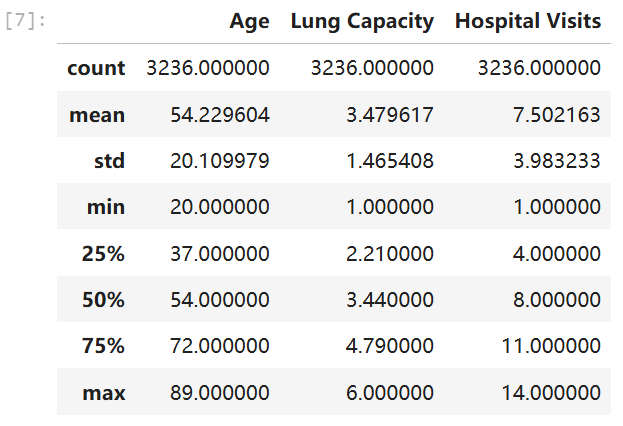 [7]:
Age Lung Capacity Hospital Visits
count 3236.000000 3236.000000 3236.000000
mean 54.229604 3.479617 7.502163
std 20.109979 1.465408 3.983233
min 20.000000 1.000000 1.000000
25% 37.000000 2.210000 4.000000
50% 54.000000 3.440000 8.000000
75% 72.000000 4.790000 11.000000
max 89.000000 6.000000 14.000000